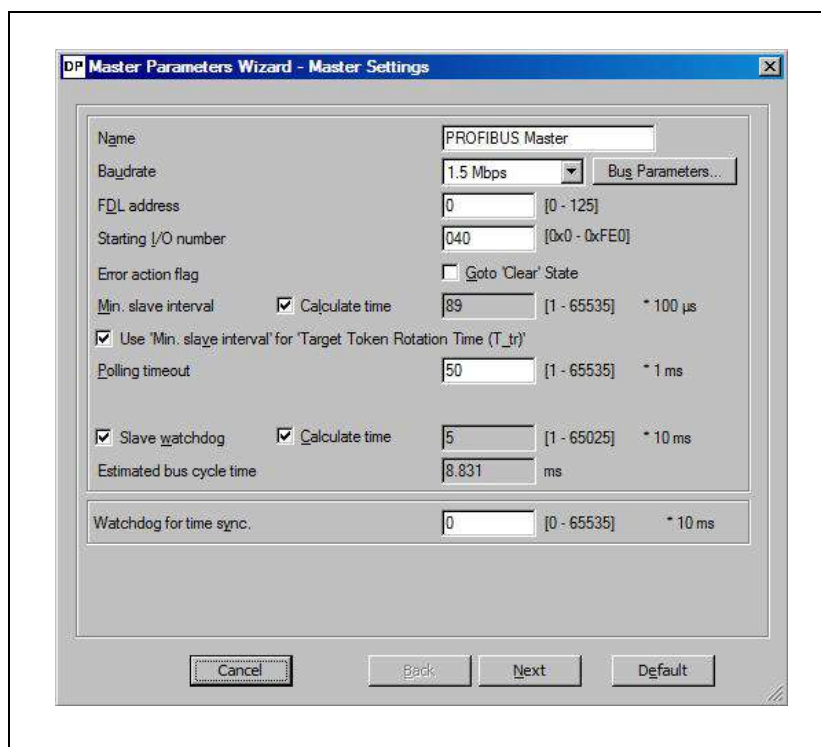 DP Master Parameters Wizard - Master Settings
Name PROFIBUS Master
Baudrate 1.5 Mbps Bus Parameters...
FDL address 0 [0 - 125]
Starting I/O number 040 [0x0 - 0xFE0]
Error action flag Goto 'Clear' State
Min. slave interval Calculate time 89 [1 - 65535] * 100 µs
Use 'Min. slave interval' for 'Target Token Rotation Time (T_tr)'
Polling timeout 50 [1 - 65535] * 1 ms
Slave watchdog Calculate time 5 [1 - 65025] * 10 ms
Estimated bus cycle time 8.831 ms
Watchdog for time sync. 0 [0 - 65535] * 10 ms
Cancel Back Next Default